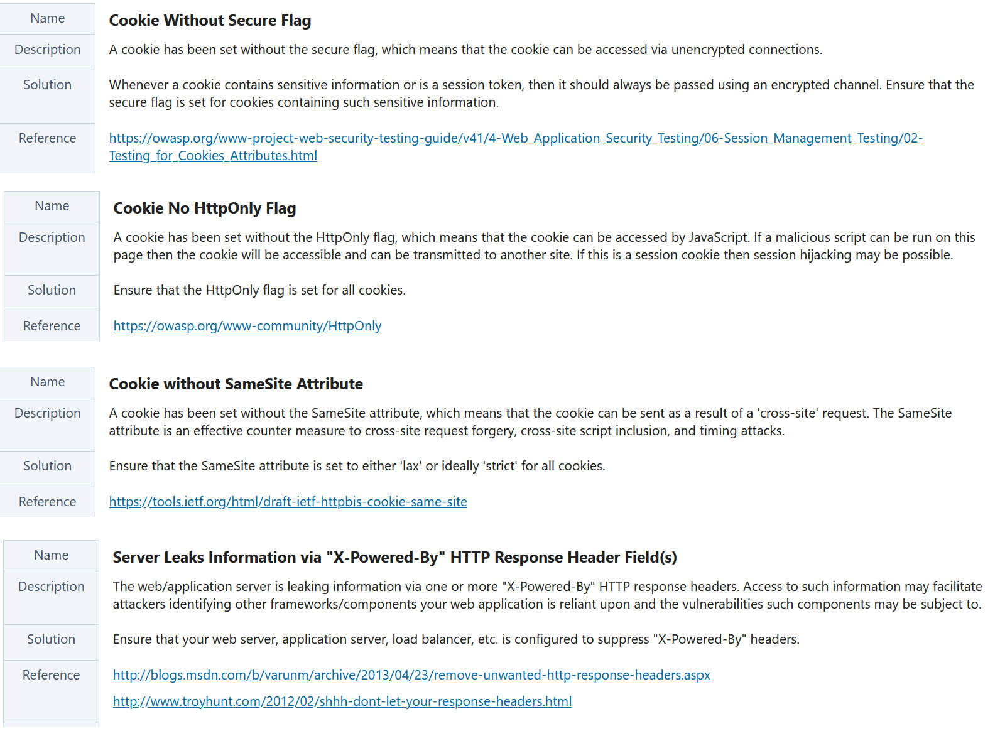 Name
Cookie Without Secure Flag
Description
A cookie has been set without the secure flag, which means that the cookie can be accessed via unencrypted connections.
Solution
Whenever a cookie contains sensitive information or is a session token, then it should always be passed using an encrypted channel. Ensure that the
secure flag is set for cookies containing such sensitive information.
Reference
https://owasp.org/www-project-web-security-testing-guide/v41/4-Web_Application_Security_Testing/06-Session_Management_Testing/02-
Testing_for_Cookies_Attributes.html
Name
Cookie No HttpOnly Flag
Description
A cookie has been set without the HttpOnly flag, which means that the cookie can be accessed by JavaScript. If a malicious script can be run on this
page then the cookie will be accessible and can be transmitted to another site. If this is a session cookie then session hijacking may be possible.
Solution
Ensure that the HttpOnly flag is set for all cookies.
Reference
https://owasp.org/www-community/HttpOnly
Name
Cookie without SameSite Attribute
Description
A cookie has been set without the SameSite attribute, which means that the cookie can be sent as a result of a 'cross-site' request. The SameSite
attribute is an effective counter measure to cross-site request forgery, cross-site script inclusion, and timing attacks.
Solution
Ensure that the SameSite attribute is set to either 'lax' or ideally 'strict' for all cookies.
Reference
https://tools.ietf.org/html/draft-ietf-httpbis-cookie-same-site
Name
Server Leaks Information via "X-Powered-By" HTTP Response Header Field(s)
Description
The web/application server is leaking information via one or more "X-Powered-By" HTTP response headers. Access to such information may facilitate
attackers identifying other frameworks/components your web application is reliant upon and the vulnerabilities such components may be subject to.
Solution
Ensure that your web server, application server, load balancer, etc. is configured to suppress "X-Powered-By" headers.
Reference
http://blogs.msdn.com/b/varunm/archive/2013/04/23/remove-unwanted-http-response-headers.aspx
http://www.troyhunt.com/2012/02/shhh-dont-let-your-response-headers.html